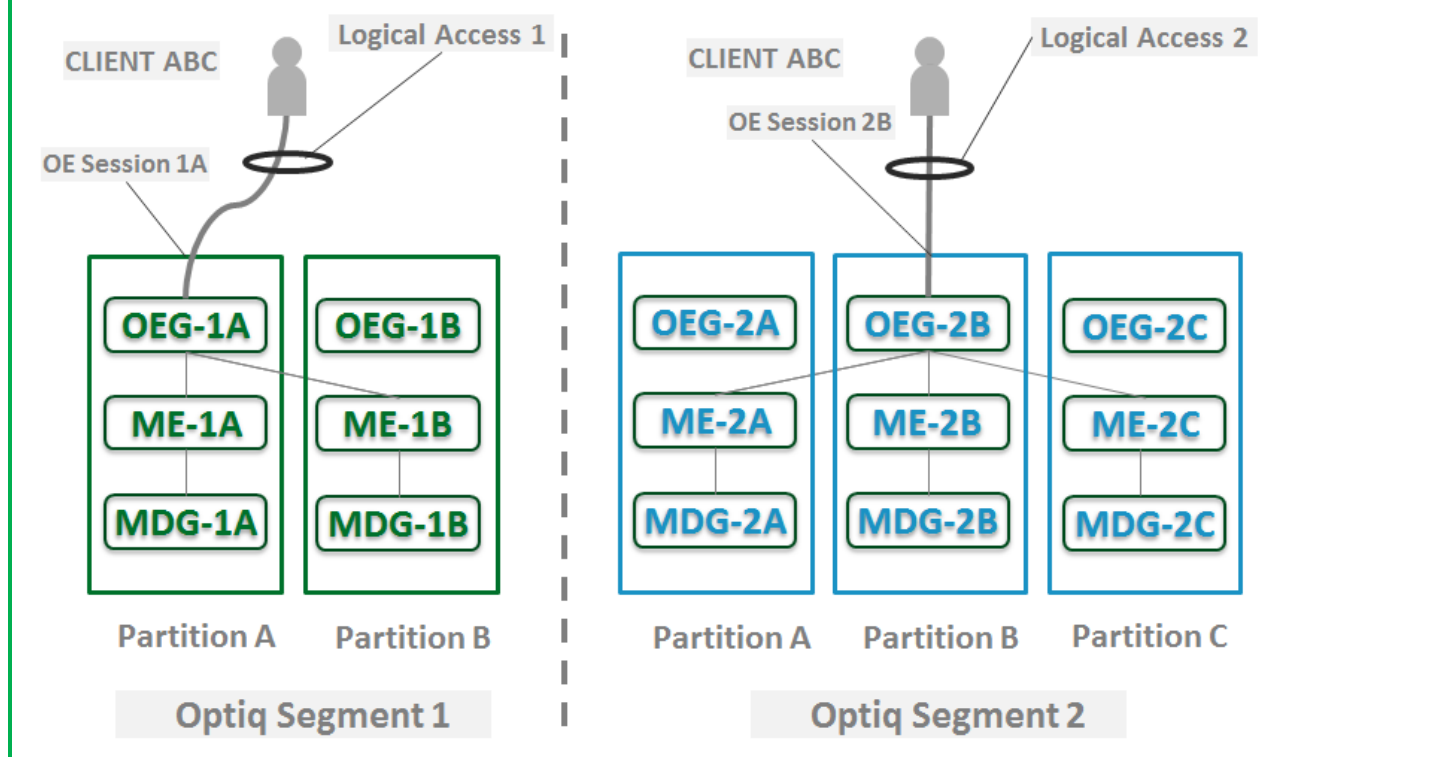 Logical Access 1
CLIENT ABC
OE Session 1A
OEG-1A
OEG-1B
ME-1A
ME-1B
MDG-1A
MDG-1B
Partition A
Partition B
Optiq Segment 1
Logical Access 2
CLIENT ABC
OE Session 2B
OEG-2A
OEG-2B
OEG-2C
ME-2A
ME-2B
ME-2C
MDG-2A
MDG-2B
MDG-2C
Partition A
Partition B
Partition C
Optiq Segment 2